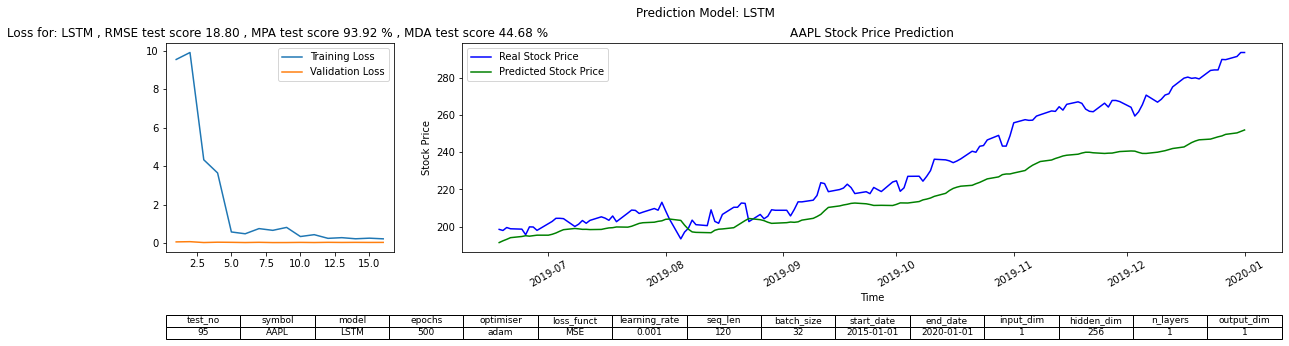 Prediction Model: LSTM
Loss for: LSTM , RMSE test score 18.80 , MPA test score 93.92 % , MDA test score 44.68 %
AAPL Stock Price Prediction
10
8
6
4
2
0
Training Loss
Validation Loss
2.5 5.0 7.5 10.0 12.5 15.0
Stock Price
280
260
240
220
200
Real Stock Price
Predicted Stock Price
2019-07 2019-08 2019-09 2019-10 2019-11 2019-12 2020-01
Time
test_no symbol model epochs optimiser loss_funct learning_rate seq_len batch_size start_date end_date input_dim hidden_dim n_layers output_dim
95 AAPL LSTM 500 adam MSE 0.001 120 32 2015-01-01 2020-01-01 1 256 1 1